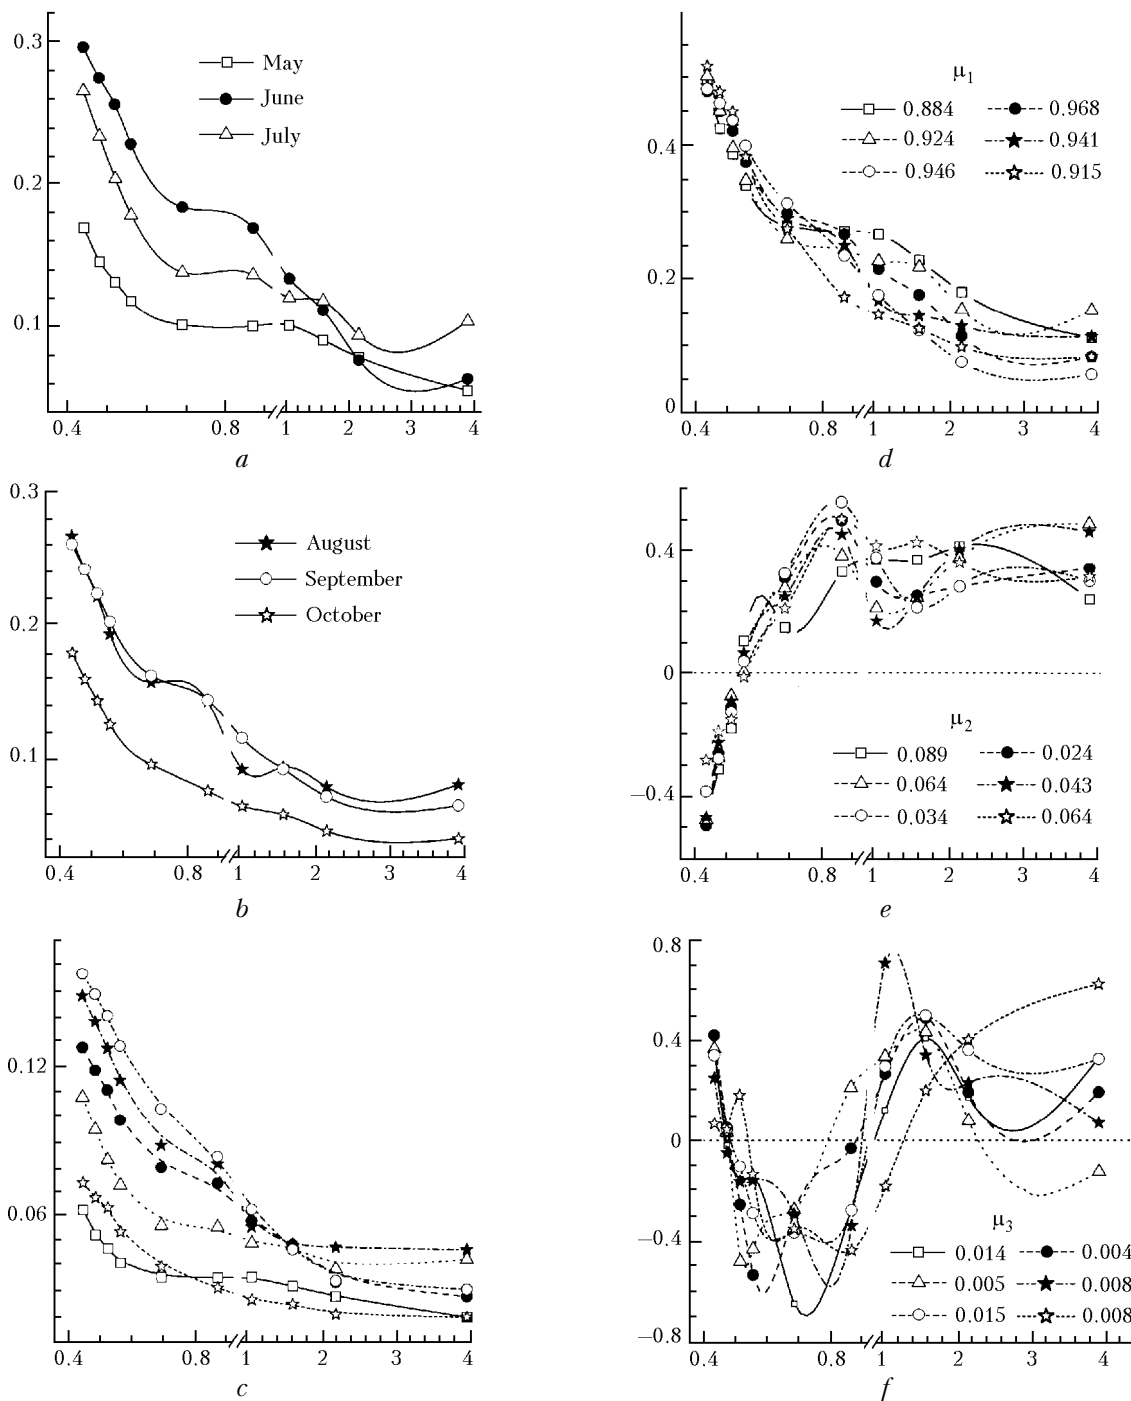 0.3
0.2
0.1
May
June
July
0.4 0.8 1 2 3 4
a
0.4
0.2
0
μ1
0.884 0.968
0.924 0.941
0.946 0.915
0.4 0.8 1 2 3 4
d
0.3
0.2
0.1
August
September
October
0.4 0.8 1 2 3 4
b
0.4
0
−0.4
μ2
0.089 0.024
0.064 0.043
0.034 0.064
0.4 0.8 1 2 3 4
e
0.12
0.06
0.4 0.8 1 2 3 4
c
0.8
0.4
0
−0.4
−0.8
μ3
0.014 0.004
0.005 0.008
0.015 0.008
0.4 0.8 1 2 3 4
f